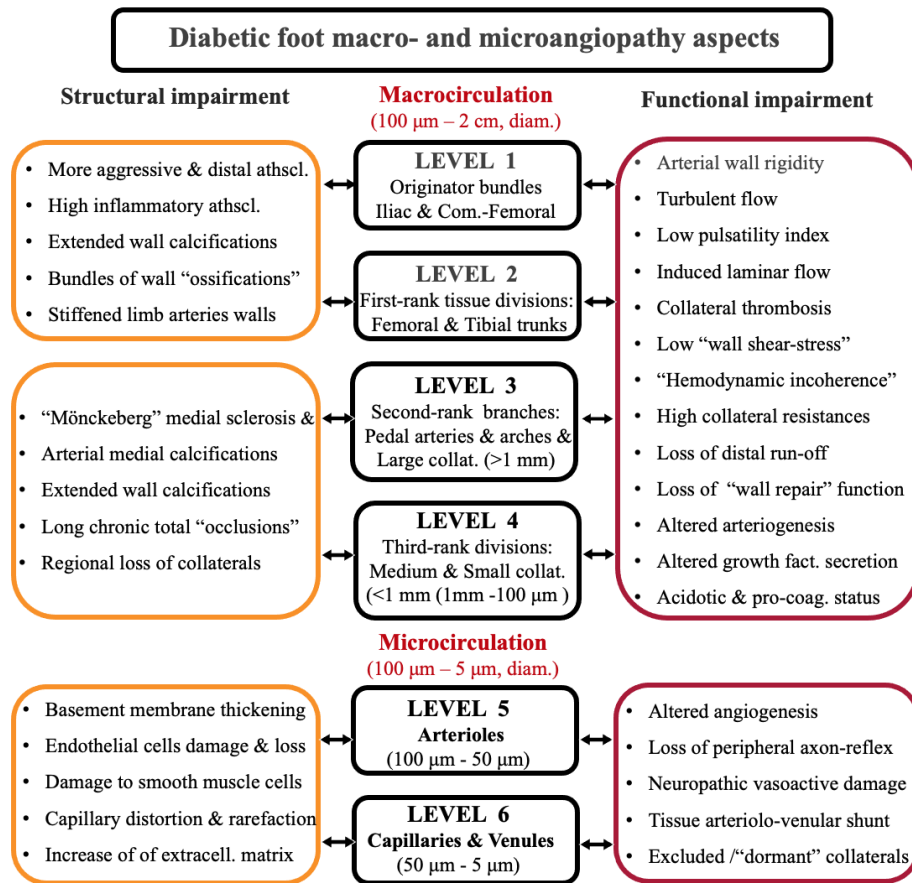 Diabetic foot macro- and microangiopathy aspects
Structural impairment
Macrocirculation
(100 μm – 2 cm, diam.)
Functional impairment
• More aggressive & distal athscl.
• High inflammatory athscl.
• Extended wall calcifications
• Bundles of wall “ossifications”
• Stiffened limb arteries walls
LEVEL 1
Originator bundles
Iliac & Com.-Femoral
LEVEL 2
First-rank tissue divisions:
Femoral & Tibial trunks
• “Mönckeberg” medial sclerosis &
• Arterial medial calcifications
• Extended wall calcifications
• Long chronic total “occlusions”
• Regional loss of collaterals
LEVEL 3
Second-rank branches:
Pedal arteries & arches &
Large collat. (>1 mm)
LEVEL 4
Third-rank divisions:
Medium & Small collat.
(<1 mm (1mm -100 μm )
• Arterial wall rigidity
• Turbulent flow
• Low pulsatility index
• Induced laminar flow
• Collateral thrombosis
• Low “wall shear-stress”
• “Hemodynamic incoherence”
• High collateral resistances
• Loss of distal run-off
• Loss of “wall repair” function
• Altered arteriogenesis
• Altered growth fact. secretion
• Acidotic & pro-coag. status
Microcirculation
(100 μm – 5 μm, diam.)
• Basement membrane thickening
• Endothelial cells damage & loss
• Damage to smooth muscle cells
• Capillary distortion & rarefaction
• Increase of of extracell. matrix
LEVEL 5
Arterioles
(100 μm - 50 μm)
LEVEL 6
Capillaries & Venules
(50 μm - 5 μm)
• Altered angiogenesis
• Loss of peripheral axon-reflex
• Neuropathic vasoactive damage
• Tissue arteriolo-venular shunt
• Excluded /“dormant” collaterals